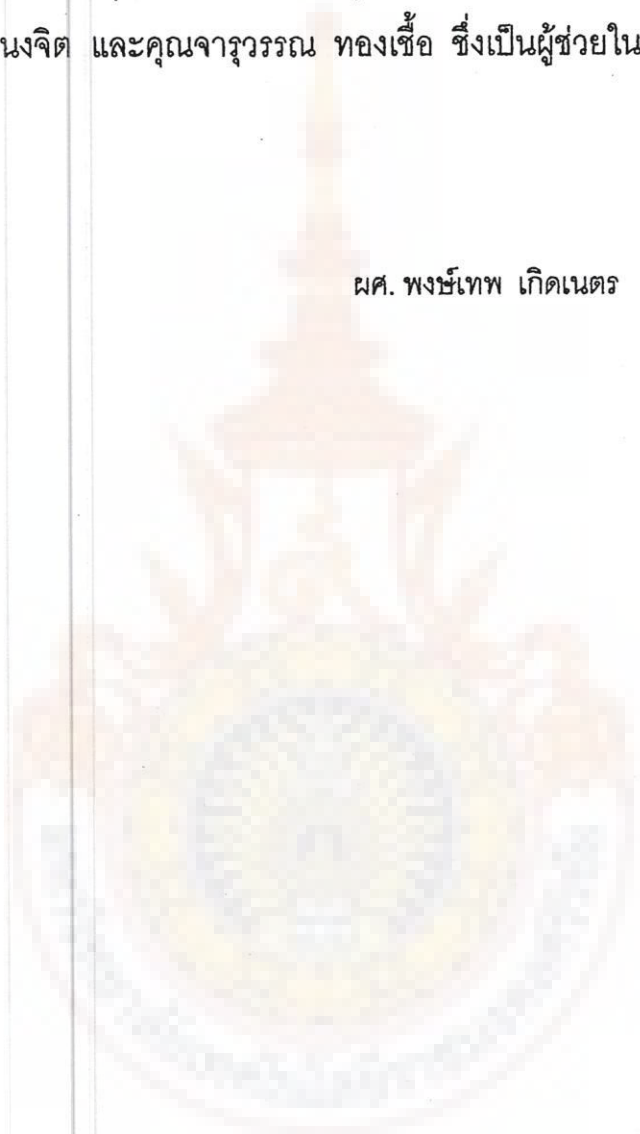 นงจิต และคุณจารุวรรณ ทองเชื้อ ซึ่งเป็นผู้ช่วยใน
ผศ. พงษ์เทพ เกิดเนตร